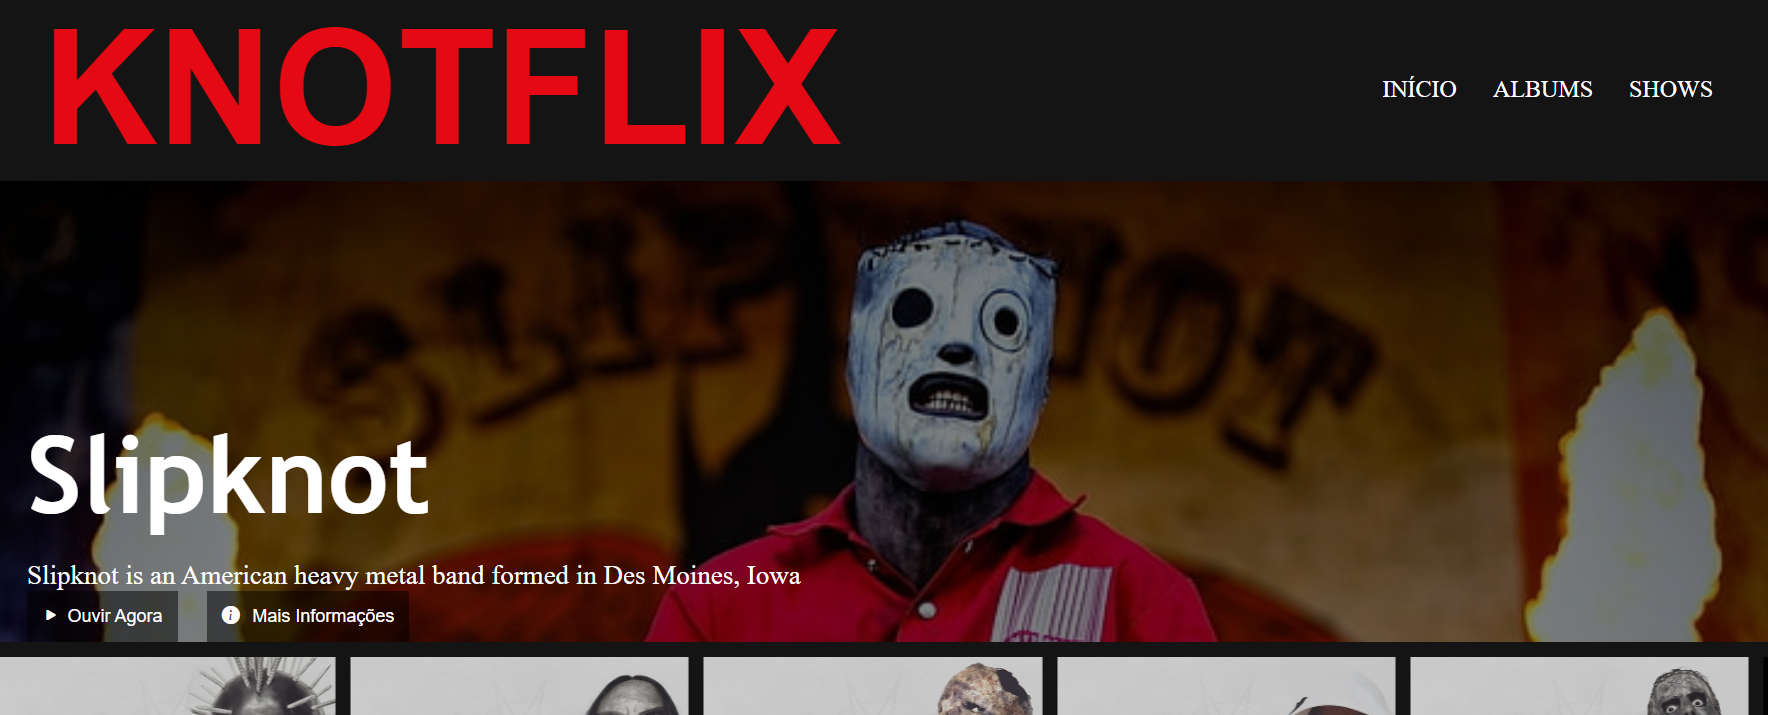 KNOTFLIX
INÍCIO ALBUMS SHOWS
SLIPKNOT
Slipknot
Slipknot is an American heavy metal band formed in Des Moines, Iowa
Ouvir Agora Mais Informações